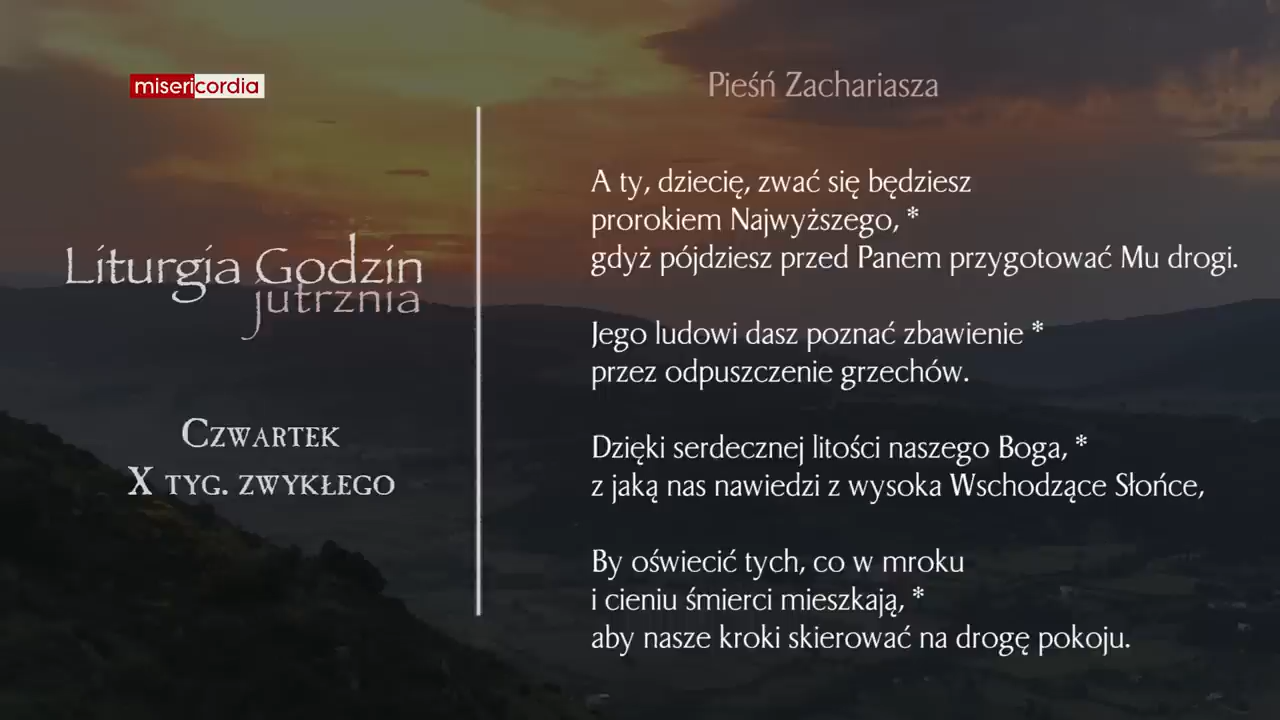 misericordia
Liturgia Godzin
jutrznia
Czwartek
X tyg. zwykłego
Pieśń Zachariasza
A ty, dziecię, zwać się będziesz
prorokiem Najwyższego, *
gdyż pójdziesz przed Panem przygotować Mu drogi.
Jego ludowi dasz poznać zbawienie *
przez odpuszczenie grzechów.
Dzięki serdecznej litości naszego Boga, *
z jaką nas nawiedzi z wysoka Wschodzące Słońce,
By oświecić tych, co w mroku
i cieniu śmierci mieszkają, *
aby nasze kroki skierować na drogę pokoju.